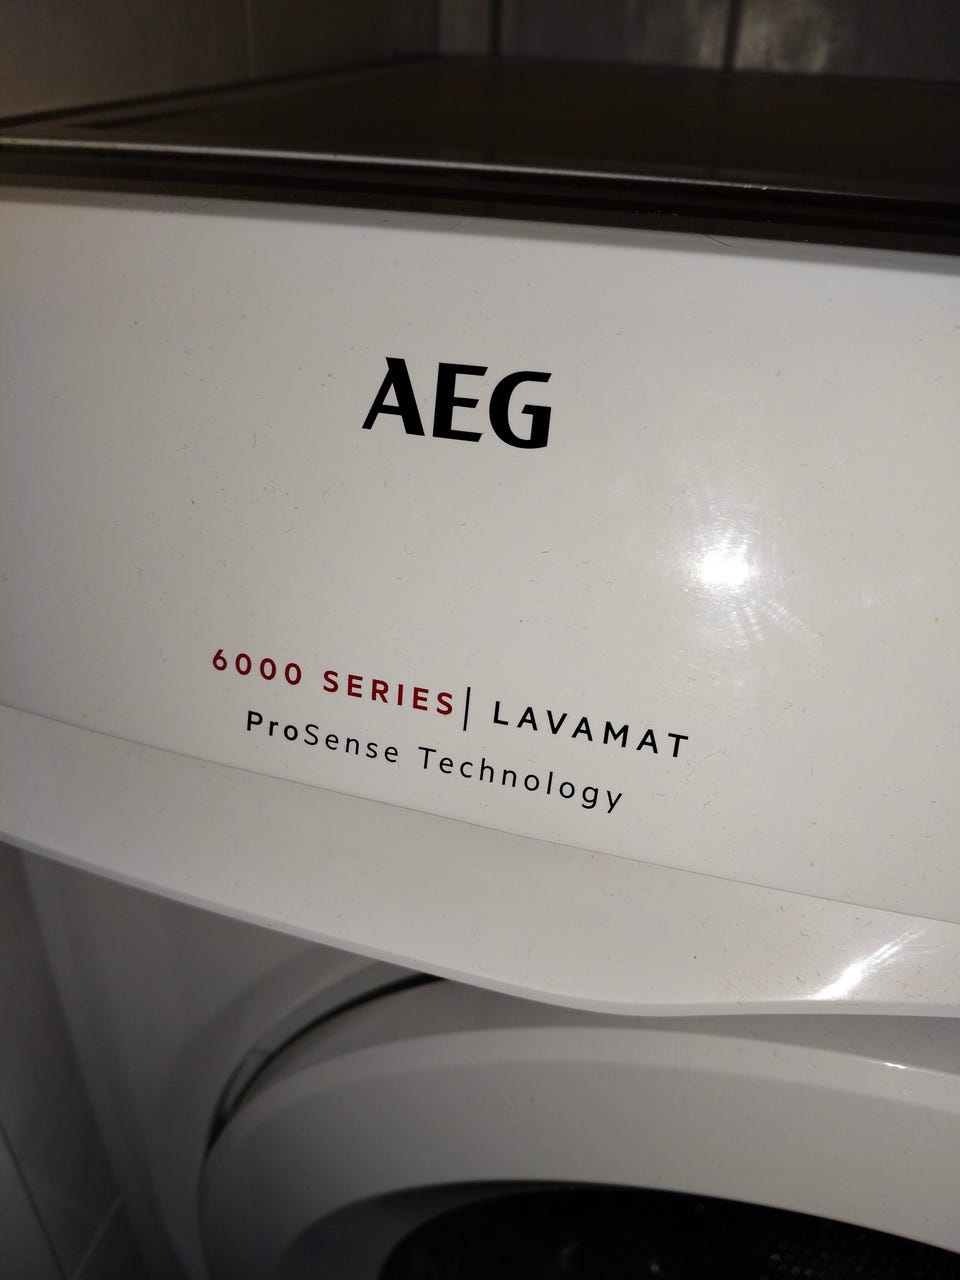 AEG
6000 SERIES | LAVAMAT
ProSense Technology